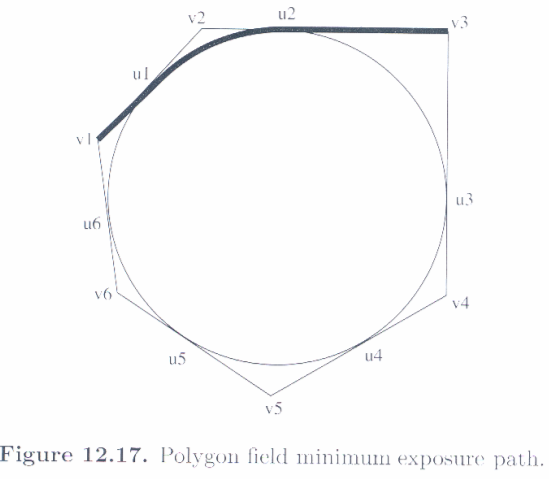 v2
u2
v3
u1
v1
u3
u6
v6
v4
u5
u4
v5
Figure 12.17. Polygon field minimum exposure path.